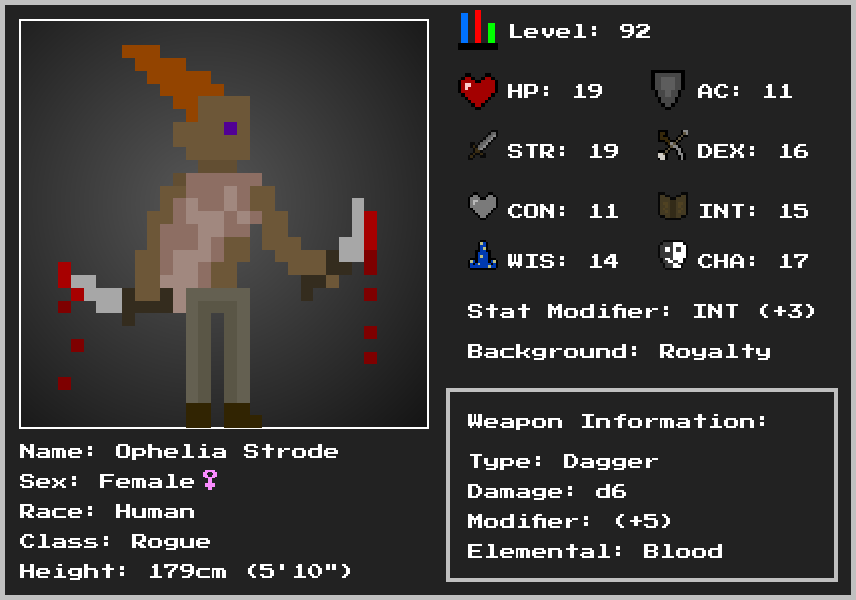 Level: 92
HP: 19
AC: 11
STR: 19
DEX: 16
CON: 11
INT: 15
WIS: 14
CHA: 17
Stat Modifier: INT (+3)
Background: Royalty
Weapon Information:
Type: Dagger
Damage: d6
Modifier: (+5)
Elemental: Blood
Name: Ophelia Strode
Sex: Female♀
Race: Human
Class: Rogue
Height: 179cm (5'10")